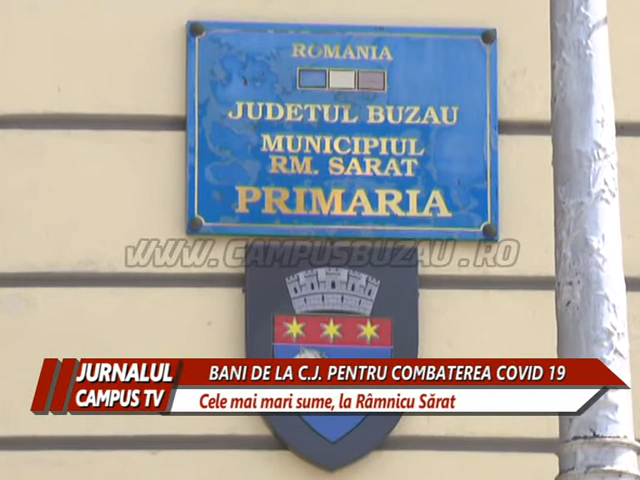 ROMANIA
JUDETUL BUZAU
MUNICIPIUL
RM. SARAT
PRIMARIA
WWW.CAMPUSBUZAU.RO
JURNALUL
CAMPUS TV
BANI DE LA C.J. PENTRU COMBATEREA COVID 19
Cele mai mari sume, la Râmnicu Sărat